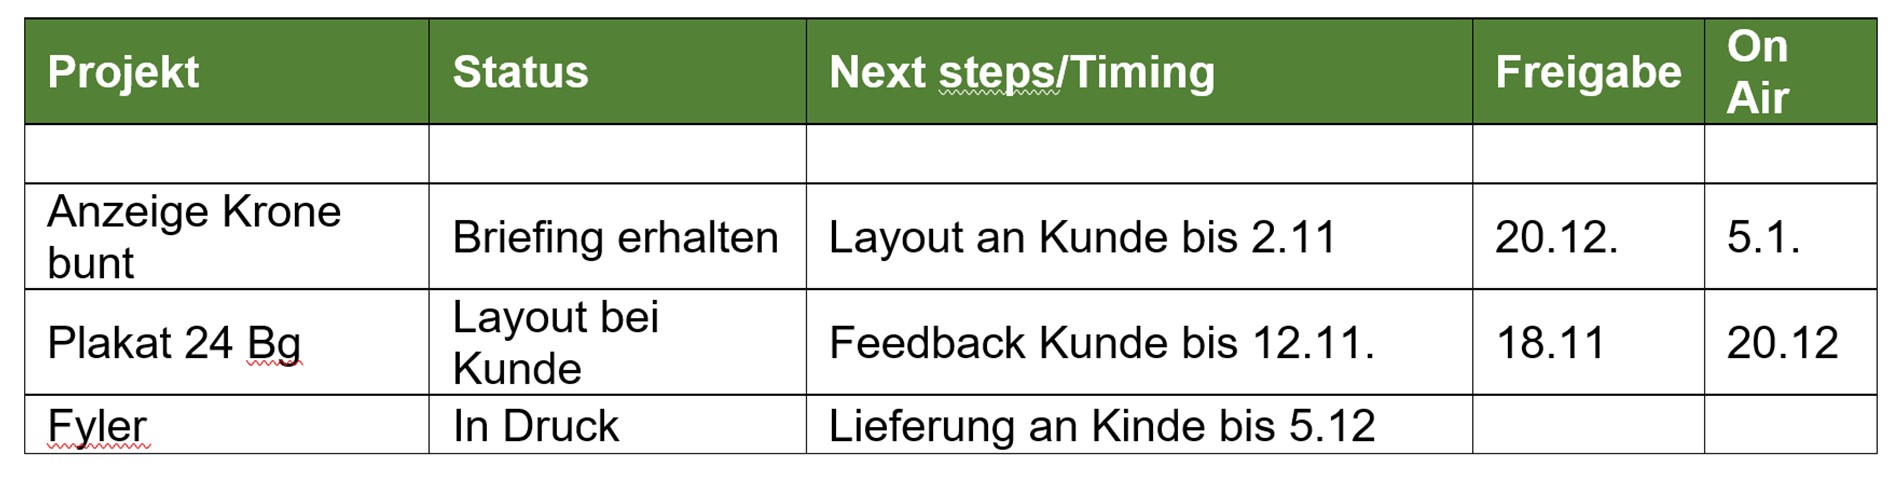 Projekt Status Next steps/Timing Freigabe On
Air
Anzeige Krone
bunt Briefing erhalten Layout an Kunde bis 2.11 20.12. 5.1.
Plakat 24 Bg Layout bei
Kunde Feedback Kunde bis 12.11. 18.11 20.12
Fyler In Druck Lieferung an Kinde bis 5.12